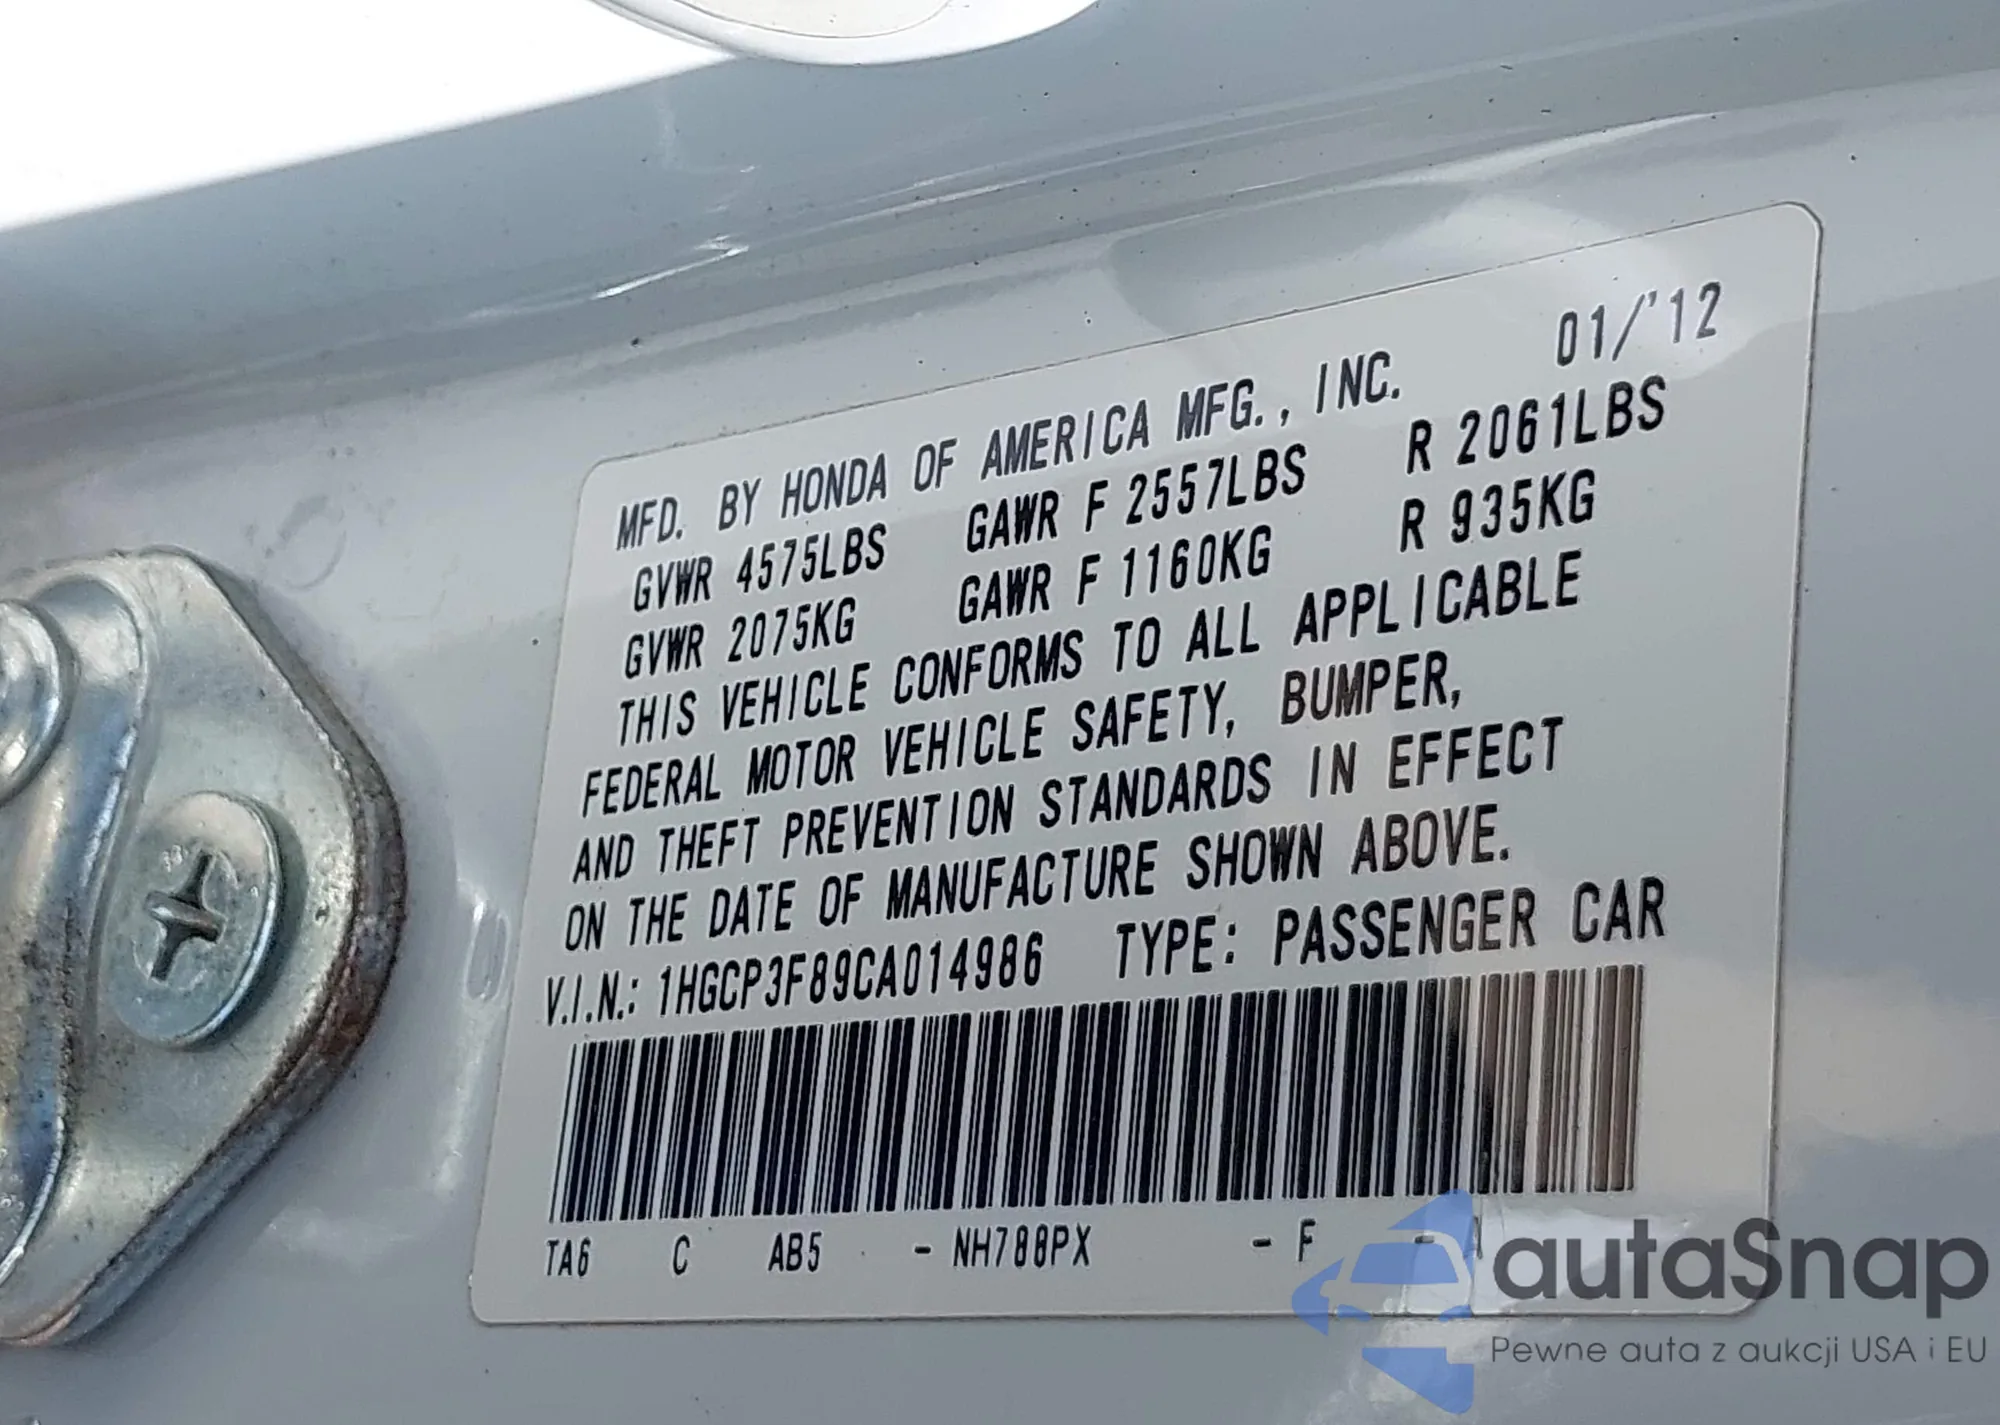 01/'12
MFD. BY HONDA OF AMERICA MFG., INC.
GVWR 4575LBS GAWR F 2557LBS R 2061LBS
GVWR 2075KG GAWR F 1160KG R 935KG
THIS VEHICLE CONFORMS TO ALL APPLICABLE
FEDERAL MOTOR VEHICLE SAFETY, BUMPER,
AND THEFT PREVENTION STANDARDS IN EFFECT
ON THE DATE OF MANUFACTURE SHOWN ABOVE.
V.I.N.: 1HGCP3F89CA014986 TYPE: PASSENGER CAR
TA6 C AB5 - NH788PX - F - A
autaSnap
Pewne auta z aukcji USA i EU